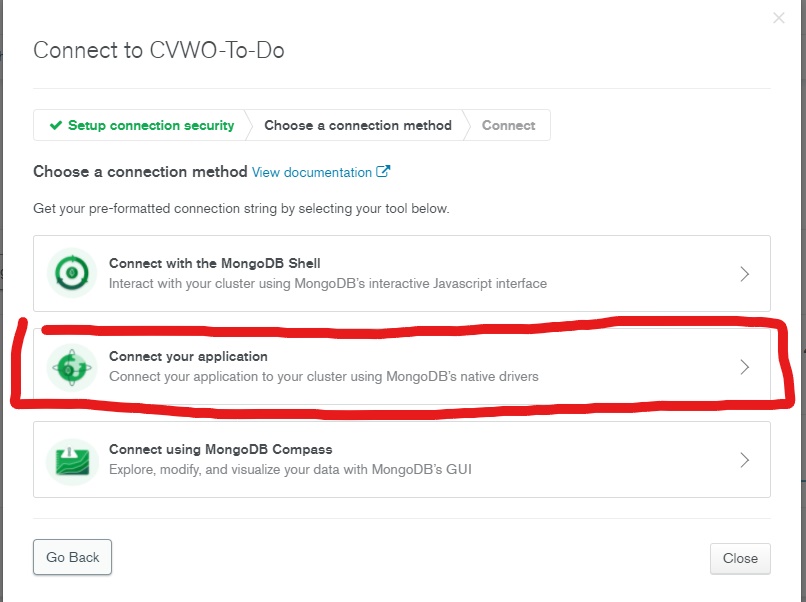 Connect to CVWO-To-Do
Setup connection security
Choose a connection method
Connect
Choose a connection method View documentation
Get your pre-formatted connection string by selecting your tool below.
Connect with the MongoDB Shell
Interact with your cluster using MongoDB's interactive Javascript interface
Connect your application
Connect your application to your cluster using MongoDB's native drivers
Connect using MongoDB Compass
Explore, modify, and visualize your data with MongoDB's GUI
Go Back
Close